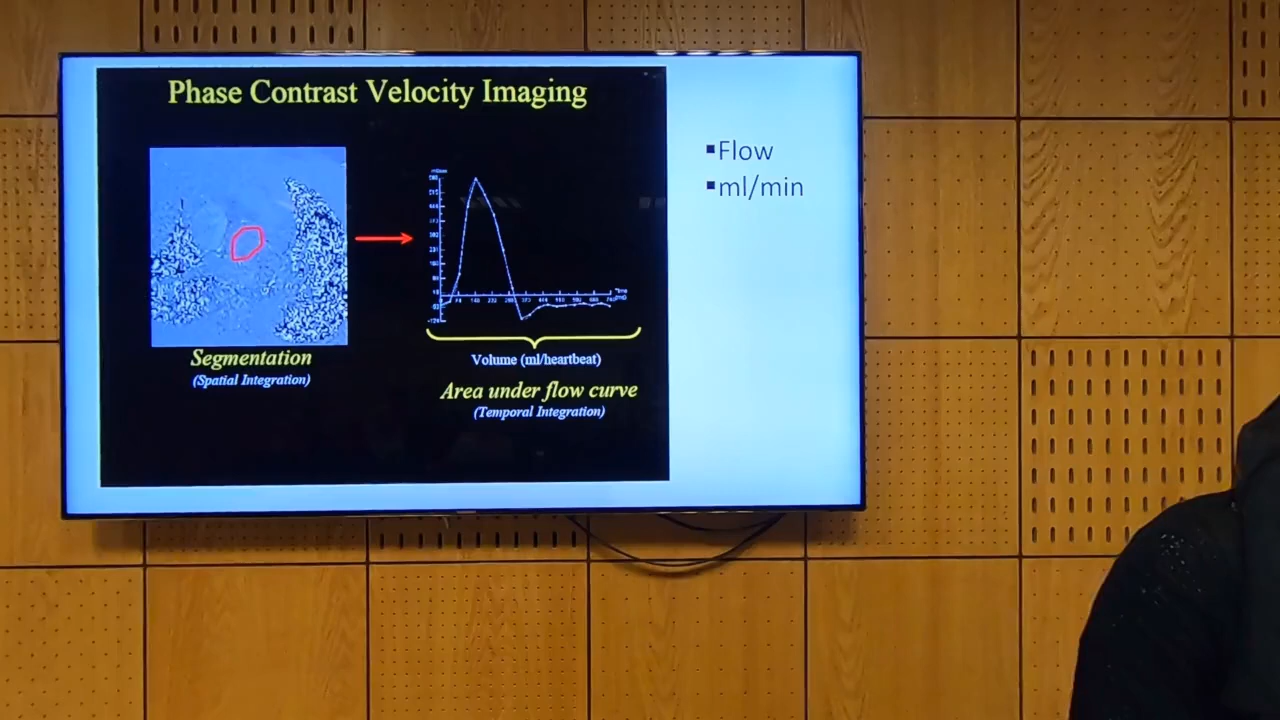 Phase Contrast Velocity Imaging
▪Flow
▪ml/min
Segmentation
(Spatial Integration)
Volume (ml/heartbeat)
Area under flow curve
(Temporal Integration)